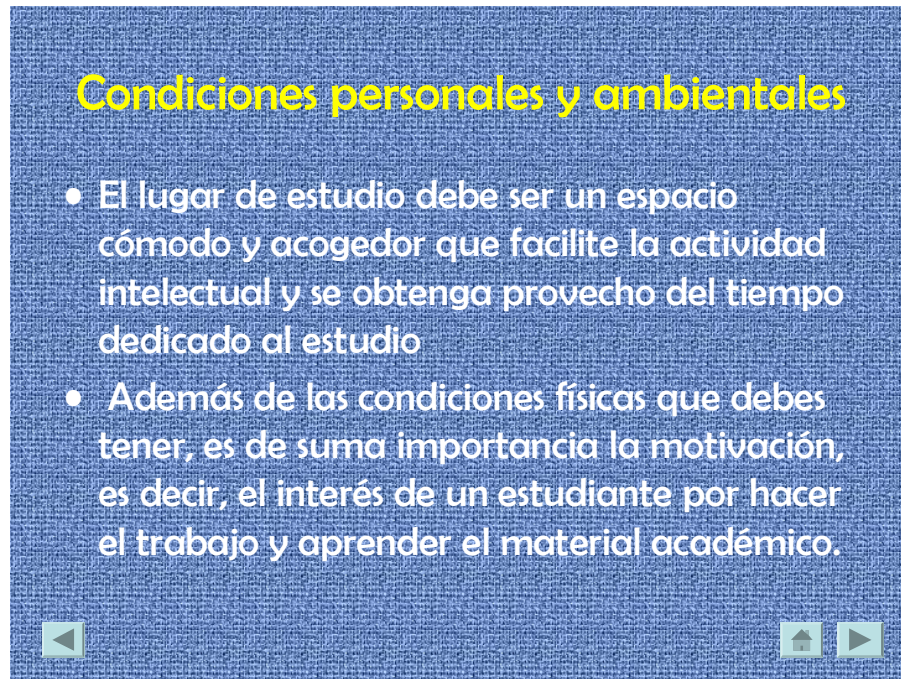 Condiciones personales y ambientales
• El lugar de estudio debe ser un espacio
cómodo y acogedor que facilite la actividad
intelectual y se obtenga provecho del tiempo
dedicado al estudio
• Además de las condiciones físicas que debes
tener, es de suma importancia la motivación,
es decir, el interés de un estudiante por hacer
el trabajo y aprender el material académico.